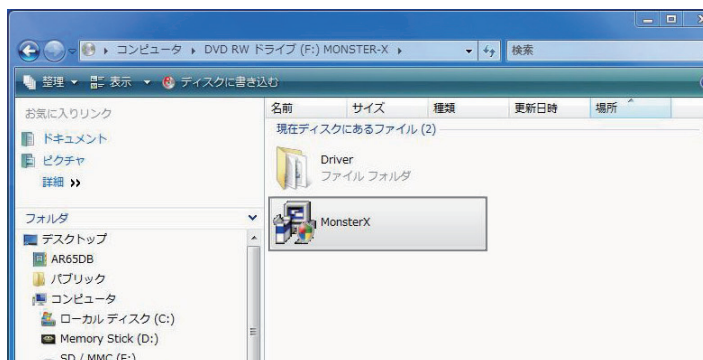 コンピュータ ▸ DVD RW ドライブ (F:) MONSTER-X ▸
検索
整理 表示 ディスクに書き込む
お気に入りリンク
ドキュメント
ピクチャ
詳細 »
フォルダ
デスクトップ
AR65DB
パブリック
コンピュータ
ローカル ディスク (C:)
Memory Stick (D:)
SD / MMC (E:)
名前 サイズ 種類 更新日時 場所
現在ディスクにあるファイル (2)
Driver
ファイル フォルダ
MonsterX